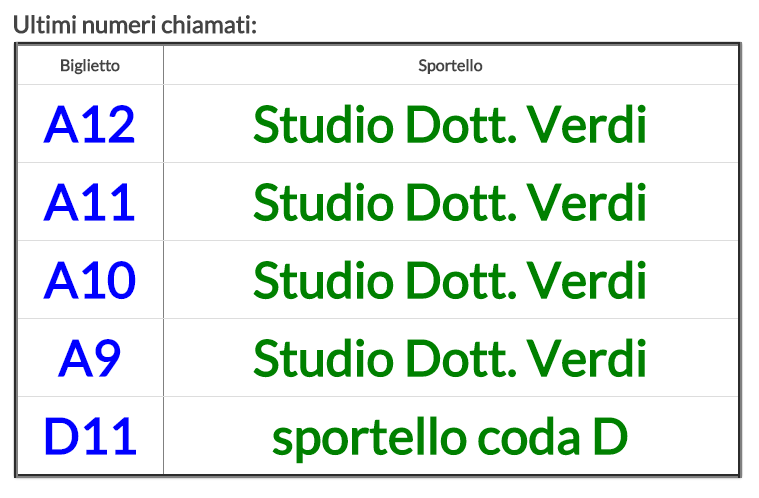 Ultimi numeri chiamati:
Biglietto Sportello
A12 Studio Dott. Verdi
A11 Studio Dott. Verdi
A10 Studio Dott. Verdi
A9 Studio Dott. Verdi
D11 sportello coda D